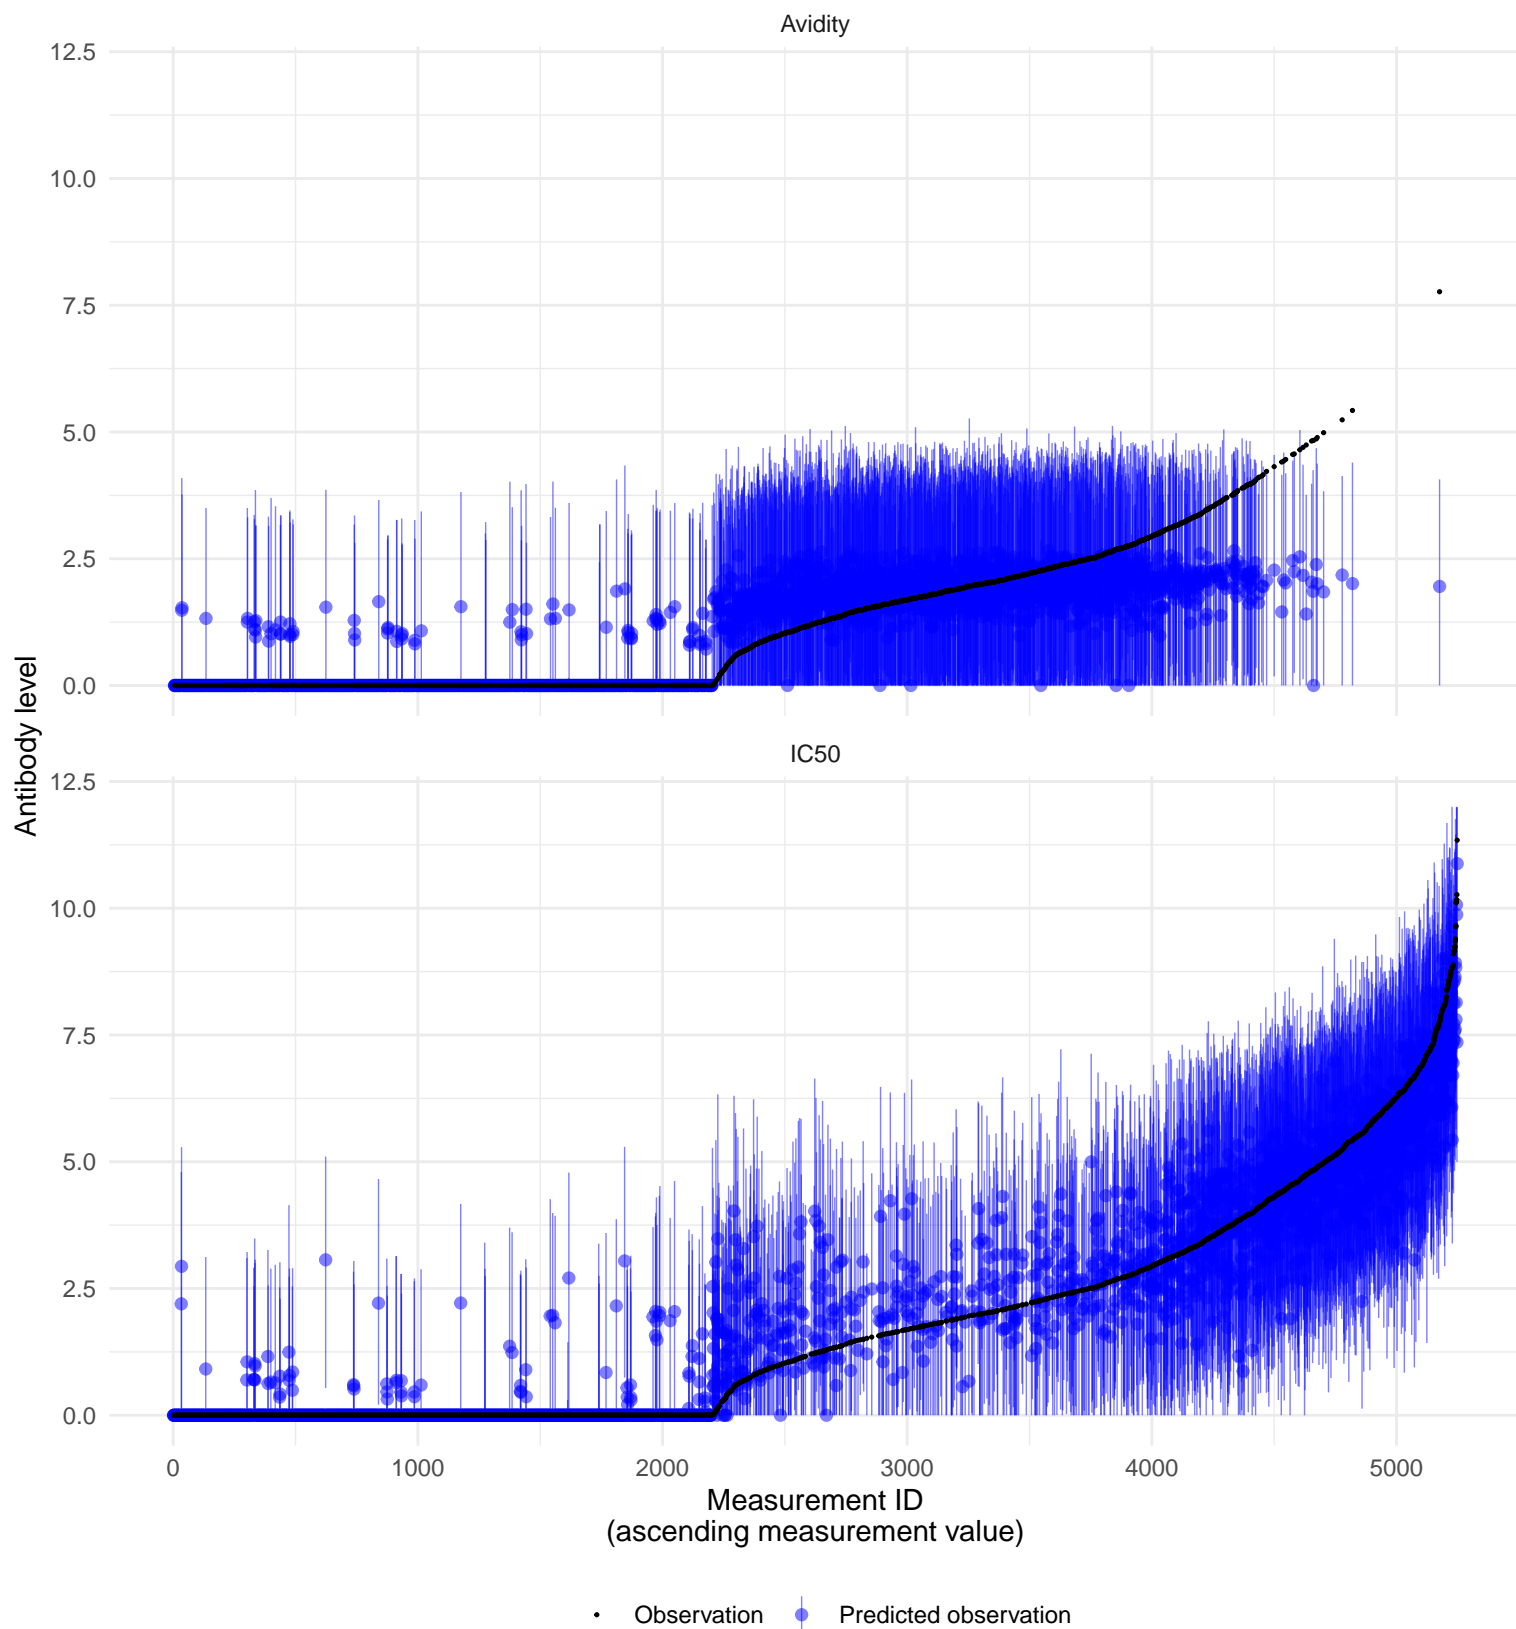 Avidity
12.5
10.0
7.5
5.0
2.5
0.0
IC50
12.5
10.0
7.5
5.0
2.5
0.0
Antibody level
0 1000 2000 3000 4000 5000
Measurement ID
(ascending measurement value)
Observation Predicted observation